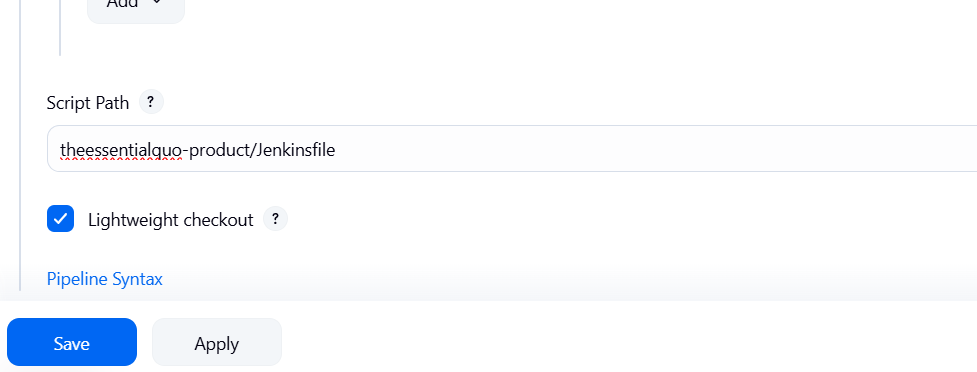 Add
Script Path ?
theessentialquo-product/Jenkinsfile
Lightweight checkout ?
Pipeline Syntax
Save Apply